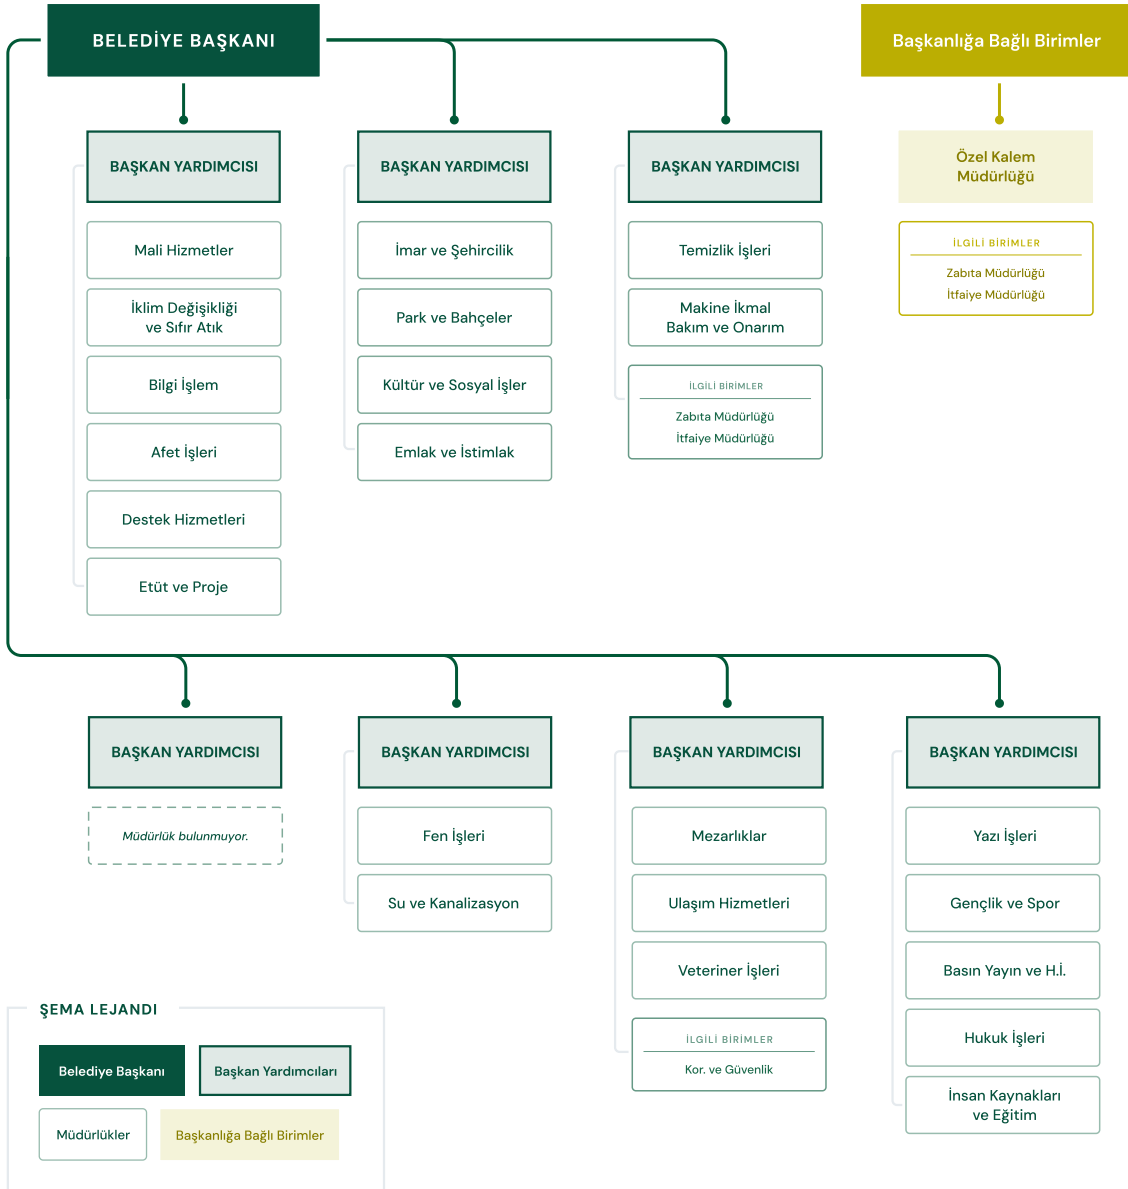 BELEDİYE BAŞKANI
Başkanlığa Bağlı Birimler
BAŞKAN YARDIMCISI
Mali Hizmetler
İklim Değişikliği
ve Sıfır Atık
Bilgi İşlem
Afet İşleri
Destek Hizmetleri
Etüt ve Proje
BAŞKAN YARDIMCISI
İmar ve Şehircilik
Park ve Bahçeler
Kültür ve Sosyal İşler
Emlak ve İstimlak
BAŞKAN YARDIMCISI
Temizlik İşleri
Makine İkmal
Bakım ve Onarım
İLGİLİ BİRİMLER
Zabıta Müdürlüğü
İtfaiye Müdürlüğü
Özel Kalem
Müdürlüğü
İLGİLİ BİRİMLER
Zabıta Müdürlüğü
İtfaiye Müdürlüğü
BAŞKAN YARDIMCISI
Müdürlük bulunmuyor.
BAŞKAN YARDIMCISI
Fen İşleri
Su ve Kanalizasyon
BAŞKAN YARDIMCISI
Mezarlıklar
Ulaşım Hizmetleri
Veteriner İşleri
İLGİLİ BİRİMLER
Kor. ve Güvenlik
BAŞKAN YARDIMCISI
Yazı İşleri
Gençlik ve Spor
Basın Yayın ve H.İ.
Hukuk İşleri
İnsan Kaynakları
ve Eğitim
ŞEMA LEJANDI
Belediye Başkanı
Başkan Yardımcıları
Müdürlükler
Başkanlığa Bağlı Birimler